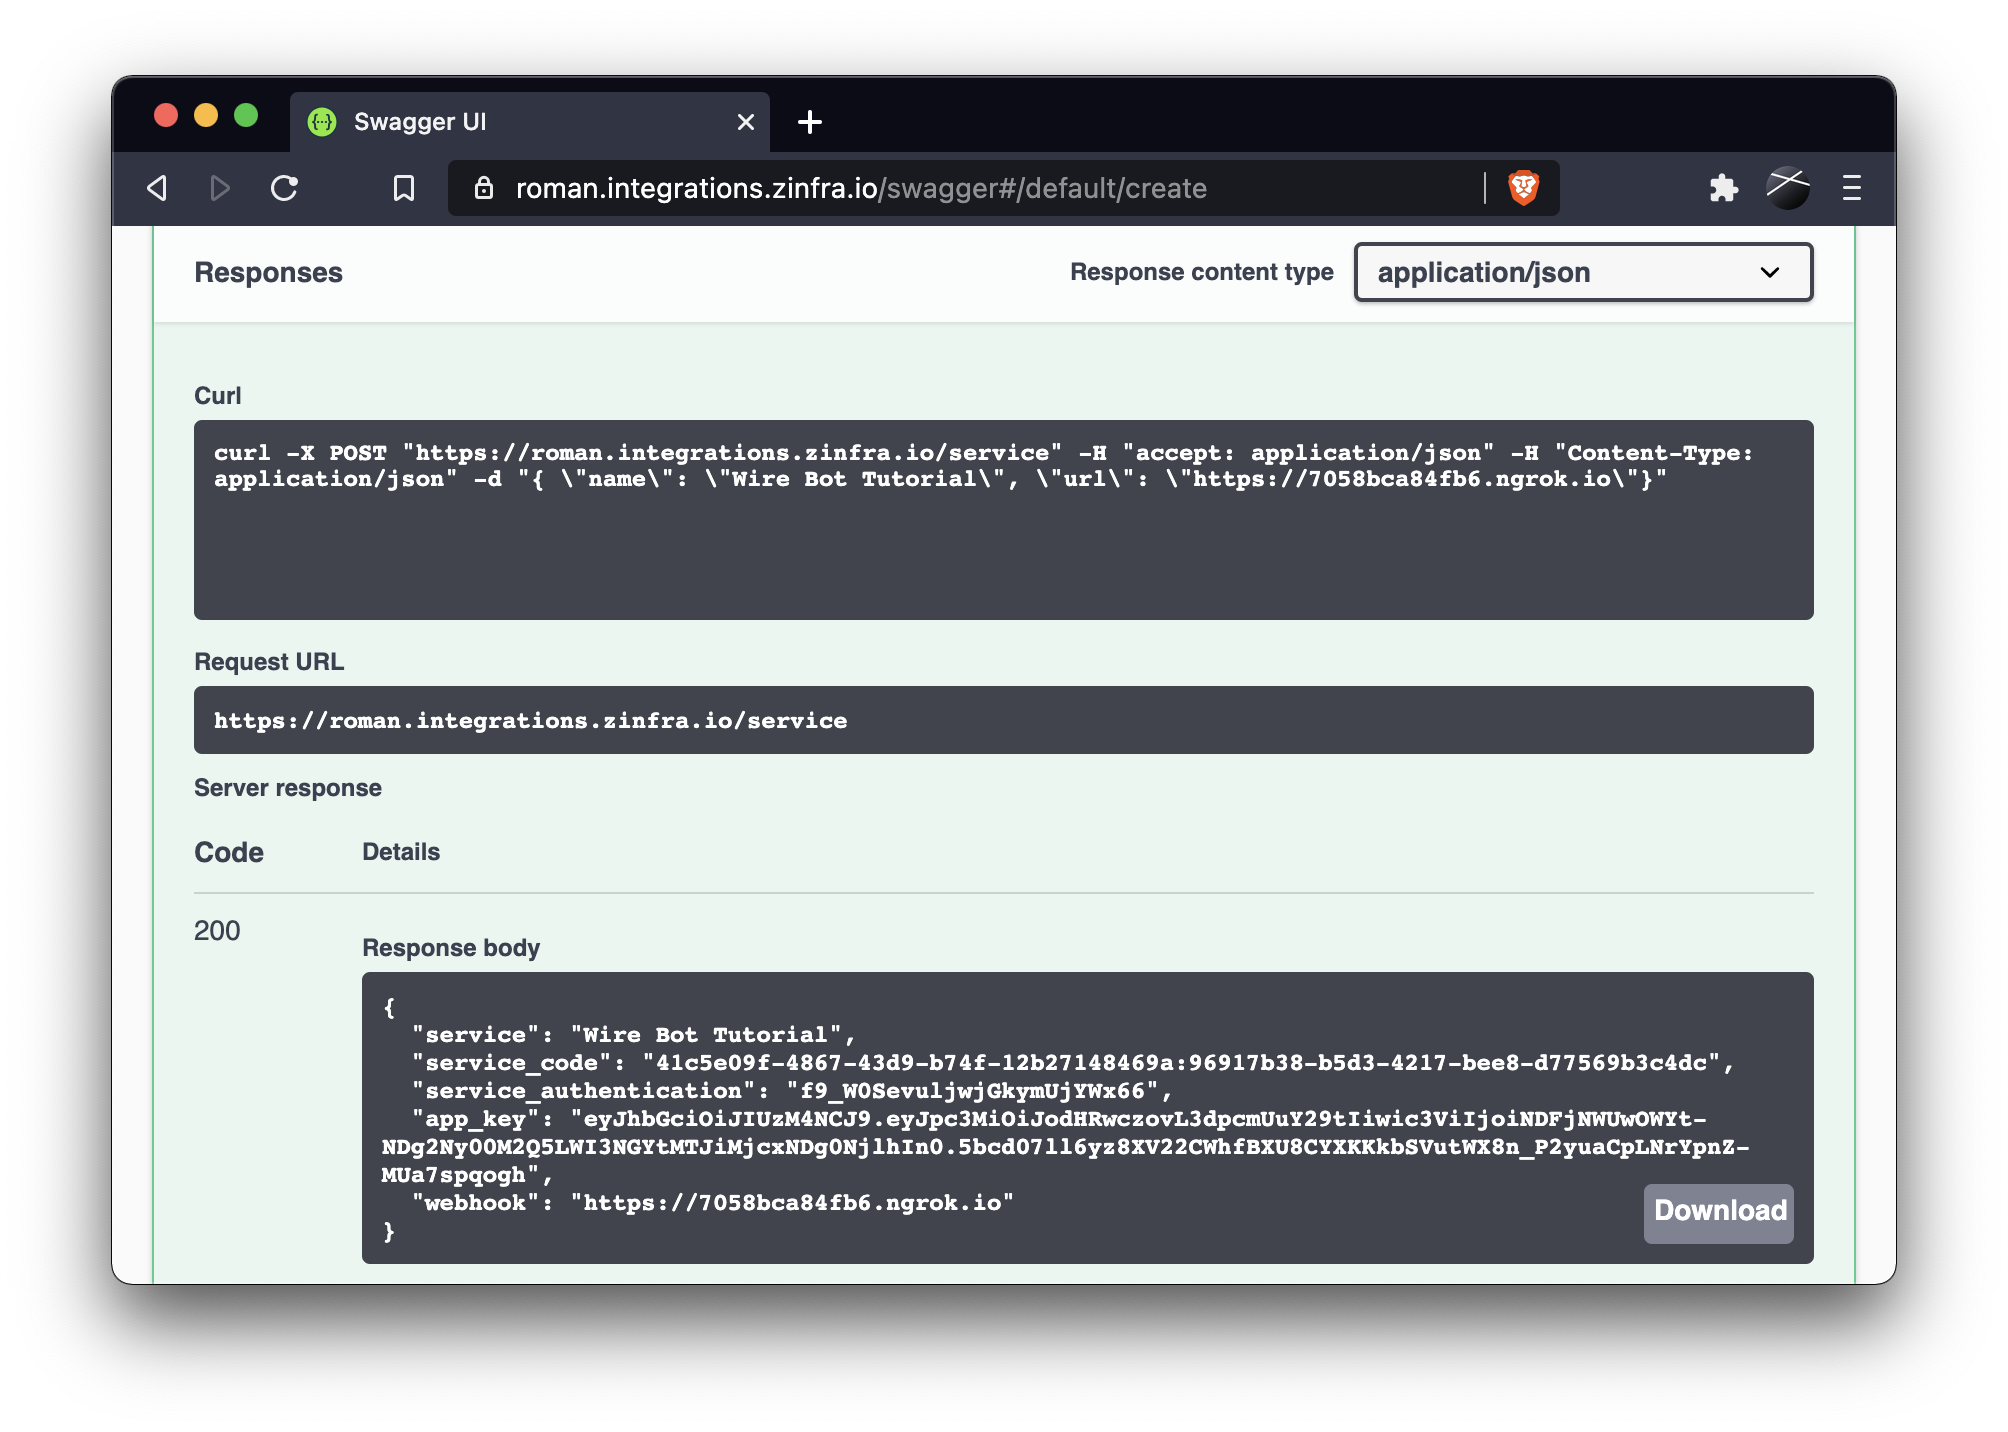 Swagger UI
roman.integrations.zinfra.io/swagger#/default/create
Responses
Response content type
application/json
Curl
curl -X POST "https://roman.integrations.zinfra.io/service" -H "accept: application/json" -H "Content-Type:
application/json" -d "{ \"name\": \"Wire Bot Tutorial\", \"url\": \"https://7058bca84fb6.ngrok.io\"}"
Request URL
https://roman.integrations.zinfra.io/service
Server response
Code
Details
200
Response body
{
"service": "Wire Bot Tutorial",
"service_code": "41c5e09f-4867-43d9-b74f-12b27148469a:96917b38-b5d3-4217-bee8-d77569b3c4dc",
"service_authentication": "f9_W0SevuljwjGkymUjYWx66",
"app_key": "eyJhbGciOiJIUzM4NCJ9.eyJpc3MiOiJodHRwczovL3dpcmUuY29tIiwic3ViIjoiNDFjNWUwOWYt-
NDg2Ny00M2Q5LWI3NGYtMTJiMjcxNDg0NjlhIn0.5bcd07ll6yz8XV22CWhfBXU8CYXKKkbSVutWX8n_P2yuaCpLNrYpnZ-
MUa7spqogh",
"webhook": "https://7058bca84fb6.ngrok.io"
}
Download